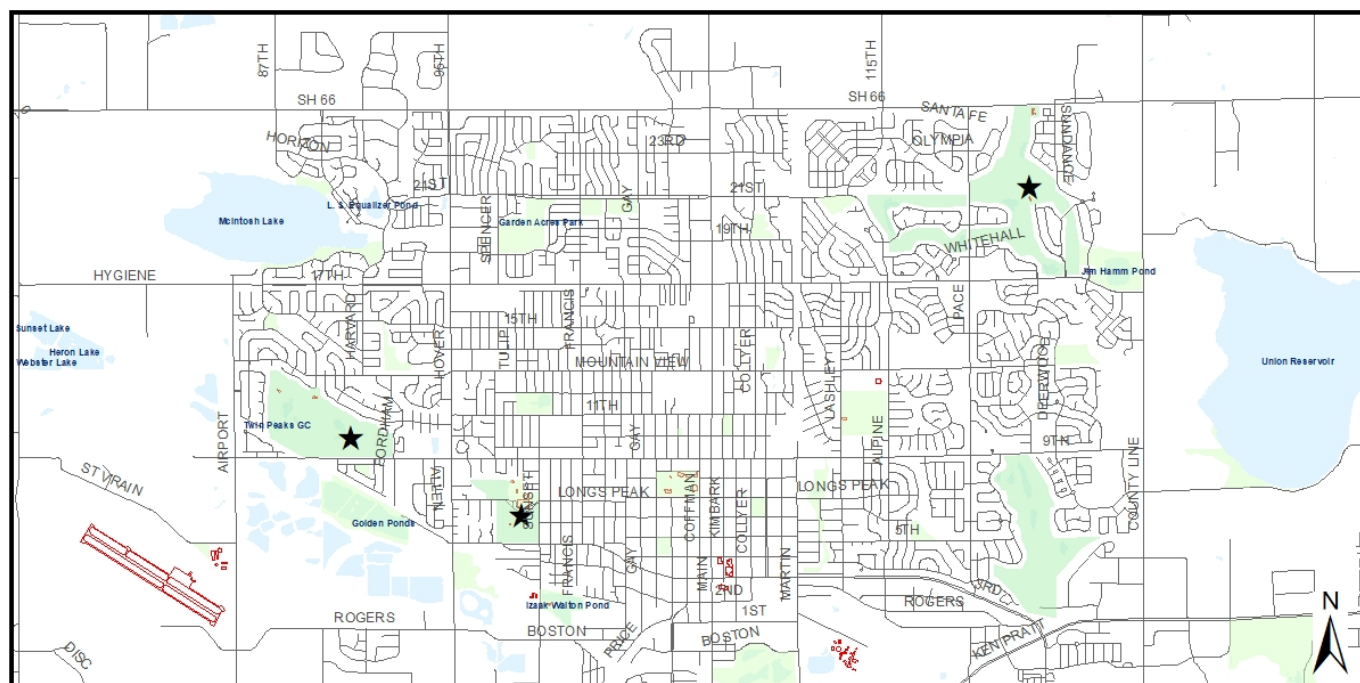 87TH
95TH
115TH
SH 66
SH 66
SANTA FE
SUNDANCE
HORIZON
23RD
OLYMPIA
21ST
21ST
L. S. Equalizer Pond
McIntosh Lake
SPENCER
Garden Acres Park
GAY
19TH
WHITEHALL
HYGIENE
17TH
Jim Hamm Pond
HARVARD
15TH
FRANCIS
PACE
Sunset Lake
Heron Lake
Webster Lake
HOVER
TULIP
MOUNTAIN VIEW
COLLYER
LASHLEY
DEERWOOD
Union Reservoir
11TH
Twin Peaks GC
AIRPORT
FORDHAM
GAY
ALPINE
9TH
ST VRAIN
LONGS PEAK
LONGS PEAK
COUNTY LINE
SUNSET
COFFMAN
KIMBARK
COLLYER
Golden Ponds
5TH
FRANCIS
GAY
MAIN
MARTIN
2ND
3RD
ROGERS
Izaak Walton Pond
1ST
ROGERS
BOSTON
PRICE
BOSTON
KEN PRATT
DISC
N